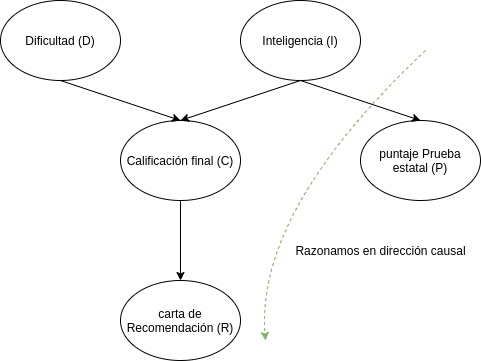 Dificultad (D)
Inteligencia (I)
Calificación final (C)
puntaje Prueba
estatal (P)
Razonamos en dirección causal
carta de
Recomendación (R)